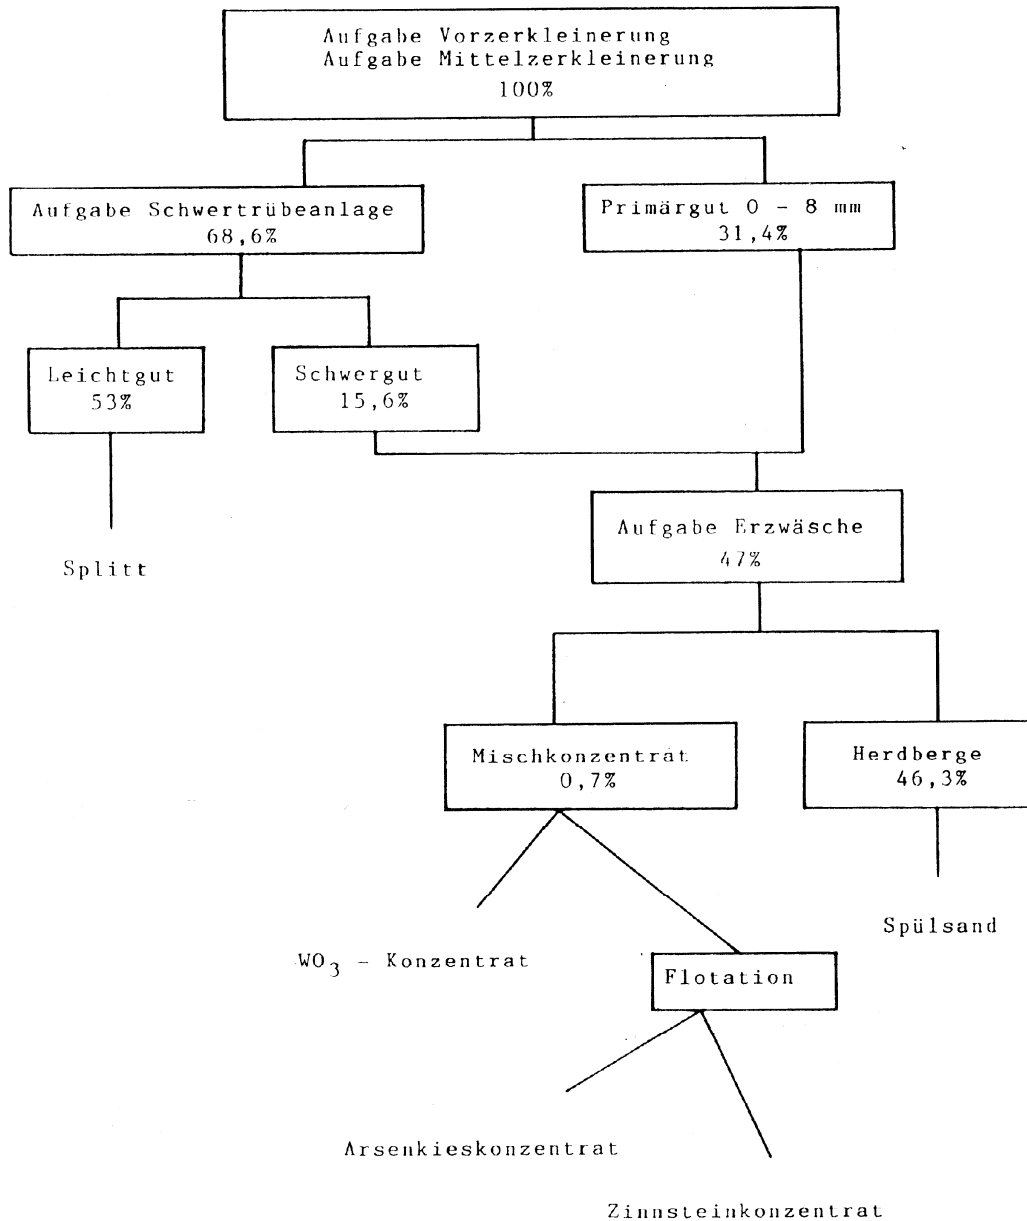 Aufgabe Vorzerkleinerung
Aufgabe Mittelzerkleinerung
100%
Aufgabe Schwertrübeanlage
68,6%
Primärgut 0 - 8 mm
31,4%
Leichtgut
53%
Schwergut
15,6%
Splitt
Aufgabe Erzwäsche
47%
Mischkonzentrat
0,7%
Herdberge
46,3%
Spülsand
WO3 - Konzentrat
Flotation
Arsenkieskonzentrat
Zinnsteinkonzentrat